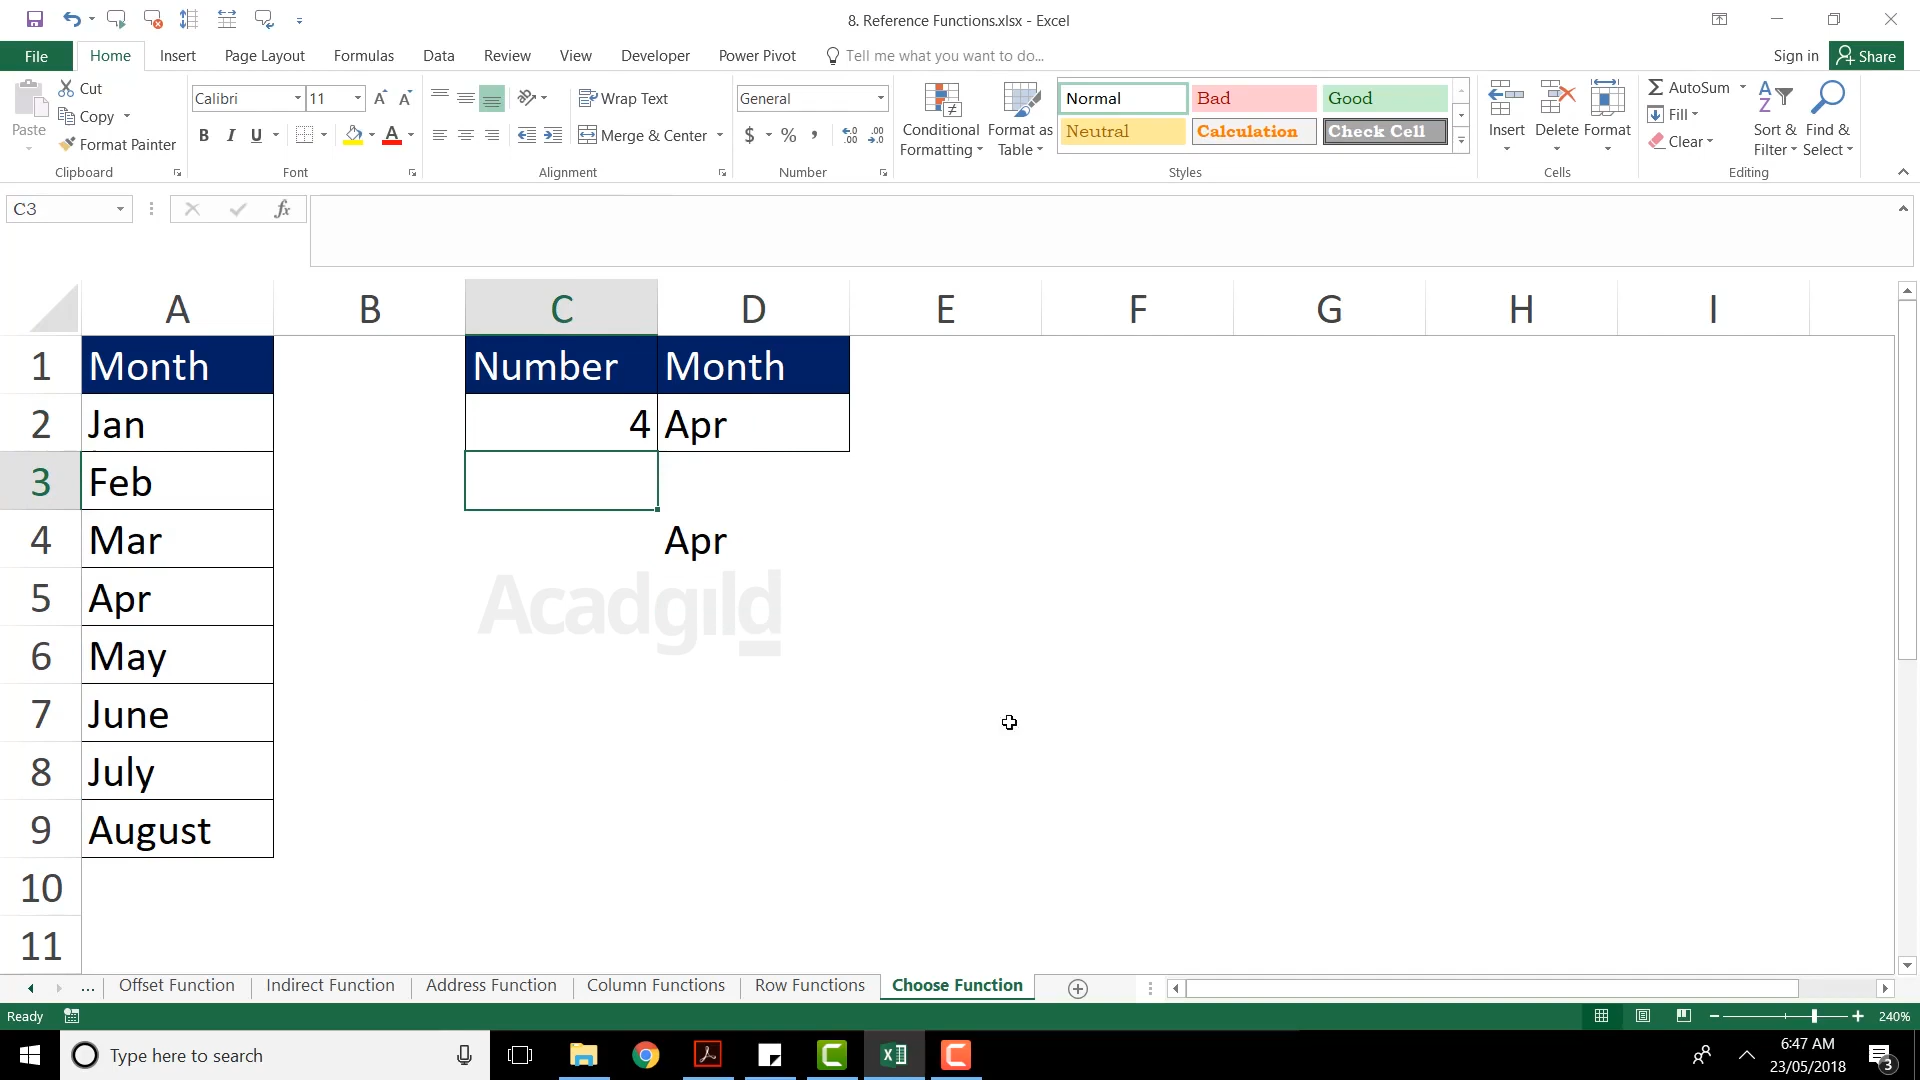 8. Reference Functions.xlsx - Excel
File Home Insert Page Layout Formulas Data Review View Developer Power Pivot Tell me what you want to do... Sign in Share
Paste
Cut
Copy
Format Painter
Clipboard
Calibri 11
B I U A
Font
Wrap Text
Merge & Center
Alignment
General
$ % ,
Number
Conditional Formatting
Format as Table
Normal Bad Good
Neutral Calculation Check Cell
Styles
Insert Delete Format
Cells
AutoSum
Fill
Clear
Sort & Filter
Find & Select
Editing
C3 fx
A B C D E F G H I
1 Month Number Month
2 Jan 4 Apr
3 Feb
4 Mar Apr
Acadgild
5 Apr
6 May
7 June
8 July
9 August
10
11
... Offset Function Indirect Function Address Function Column Functions Row Functions Choose Function
Ready 240%
Type here to search
6:47 AM
23/05/2018
3